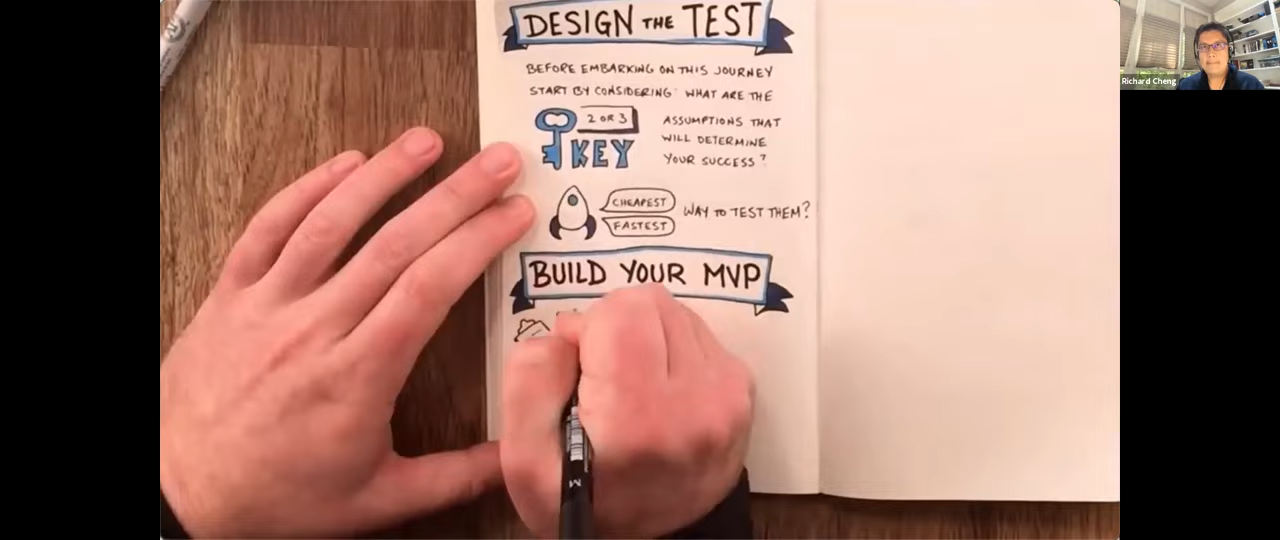 DESIGN THE TEST
BEFORE EMBARKING ON THIS JOURNEY
START BY CONSIDERING: WHAT ARE THE
2 OR 3
KEY
ASSUMPTIONS THAT
WILL DETERMINE
YOUR SUCCESS?
CHEAPEST
FASTEST
WAY TO TEST THEM?
BUILD YOUR MVP
M
Richard Cheng